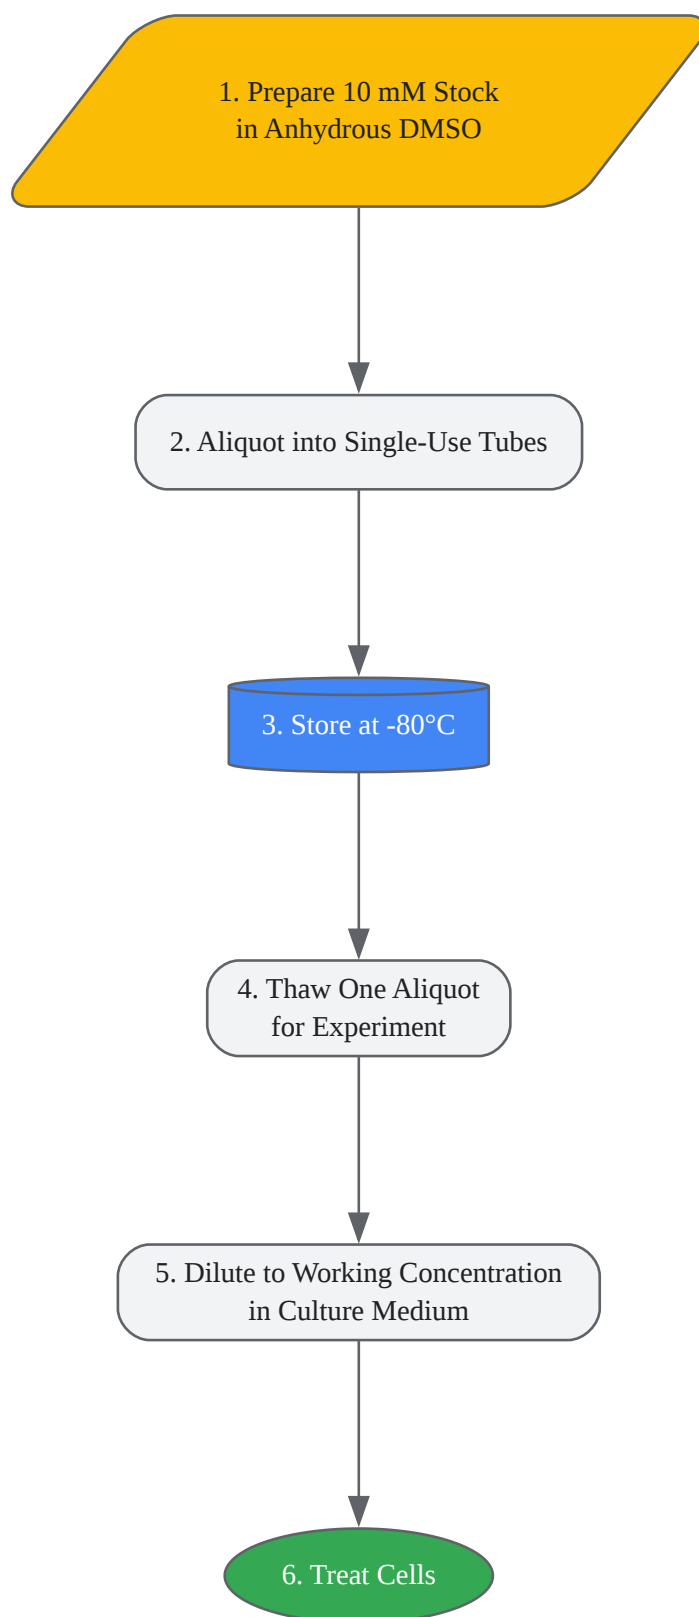 1. Prepare 10 mM Stock
in Anhydrous DMSO
2. Aliquot into Single-Use Tubes
3. Store at -80°C
4. Thaw One Aliquot
for Experiment
5. Dilute to Working Concentration
in Culture Medium
6. Treat Cells